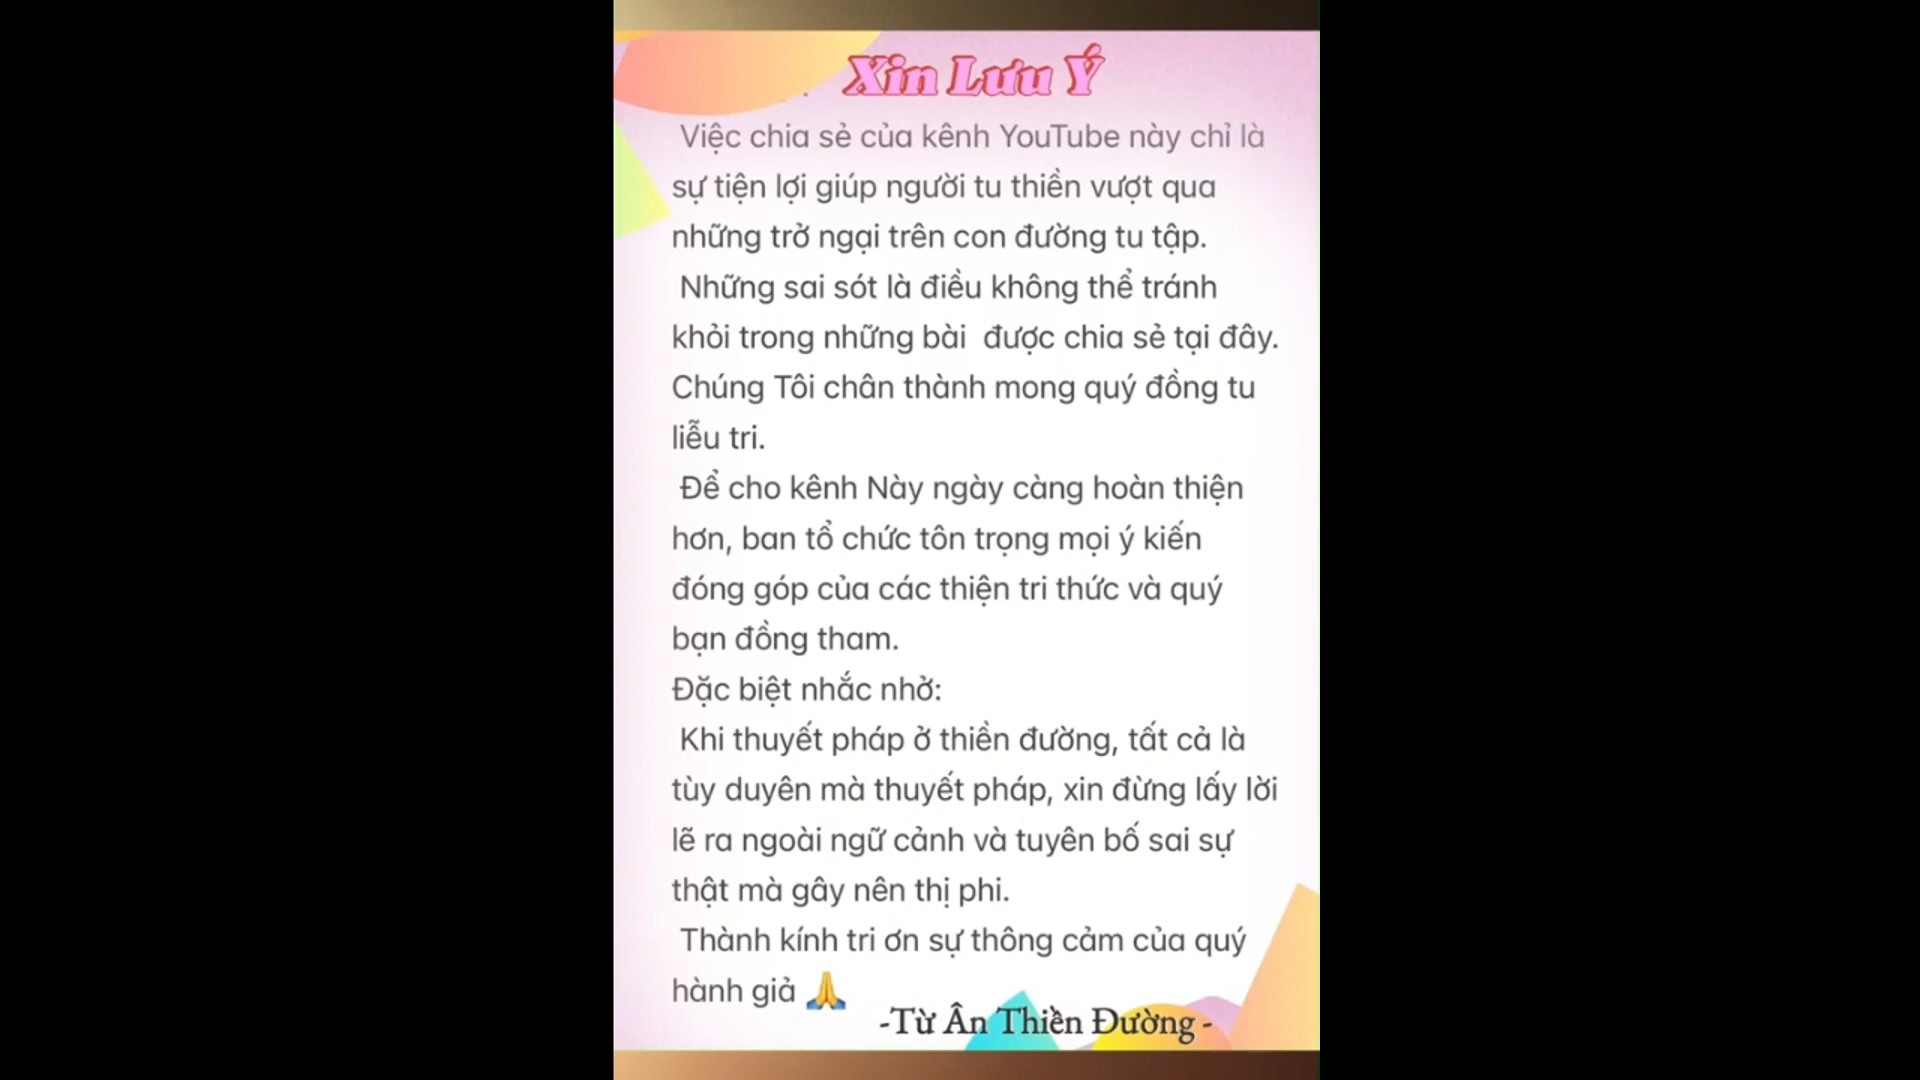 Xin Lưu Ý
Việc chia sẻ của kênh YouTube này chỉ là
sự tiện lợi giúp người tu thiền vượt qua
những trở ngại trên con đường tu tập.
Những sai sót là điều không thể tránh
khỏi trong những bài được chia sẻ tại đây.
Chúng Tôi chân thành mong quý đồng tu
liễu tri.
Để cho kênh Này ngày càng hoàn thiện
hơn, ban tổ chức tôn trọng mọi ý kiến
đóng góp của các thiện tri thức và quý
bạn đồng tham.
Đặc biệt nhắc nhở:
Khi thuyết pháp ở thiền đường, tất cả là
tùy duyên mà thuyết pháp, xin đừng lấy lời
lẽ ra ngoài ngữ cảnh và tuyên bố sai sự
thật mà gây nên thị phi.
Thành kính tri ơn sự thông cảm của quý
hành giả 🙏
-Từ Ân Thiền Đường -